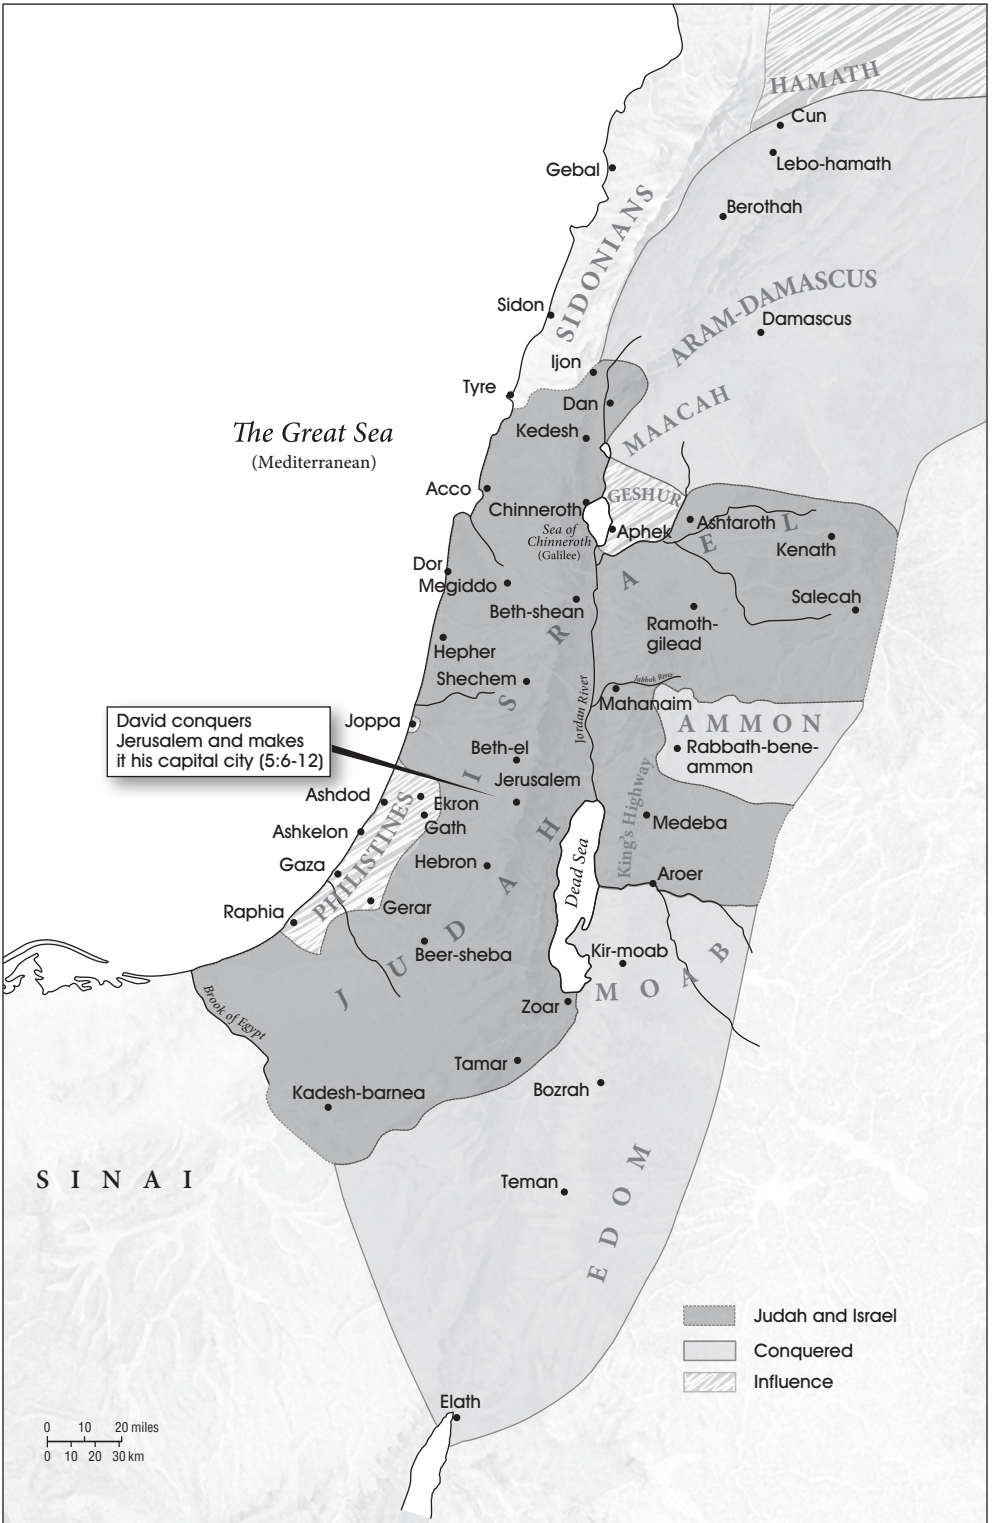 HAMATH
Cun
Lebo-hamath
Gebal
Berothah
SIDONIANS
ARAM-DAMASCUS
Sidon
Damascus
Ijon
Tyre
Dan
MAACAH
The Great Sea
(Mediterranean)
Kedesh
Acco
GESHUR
Chinneroth
Sea of
Chinneroth
(Galilee)
Aphek
Ashtaroth
Kenath
Dor
Megiddo
Beth-shean
Salecah
Ramoth-
gilead
ISRAEL
Hepher
Shechem
Jabbok River
Jordan River
Mahanaim
Joppa
AMMON
David conquers
Jerusalem and makes
it his capital city (5:6-12)
Beth-el
Rabbath-bene-
ammon
Jerusalem
King's Highway
Ashdod
Ekron
Gath
Ashkelon
Medeba
PHILISTINES
Dead Sea
Gaza
Hebron
Aroer
Raphia
Gerar
JUDAH
Beer-sheba
Kir-moab
MOAB
Brook of Egypt
Zoar
Tamar
Bozrah
Kadesh-barnea
SINAI
Teman
EDOM
Judah and Israel
Conquered
Influence
Elath
0 10 20 miles
0 10 20 30 km